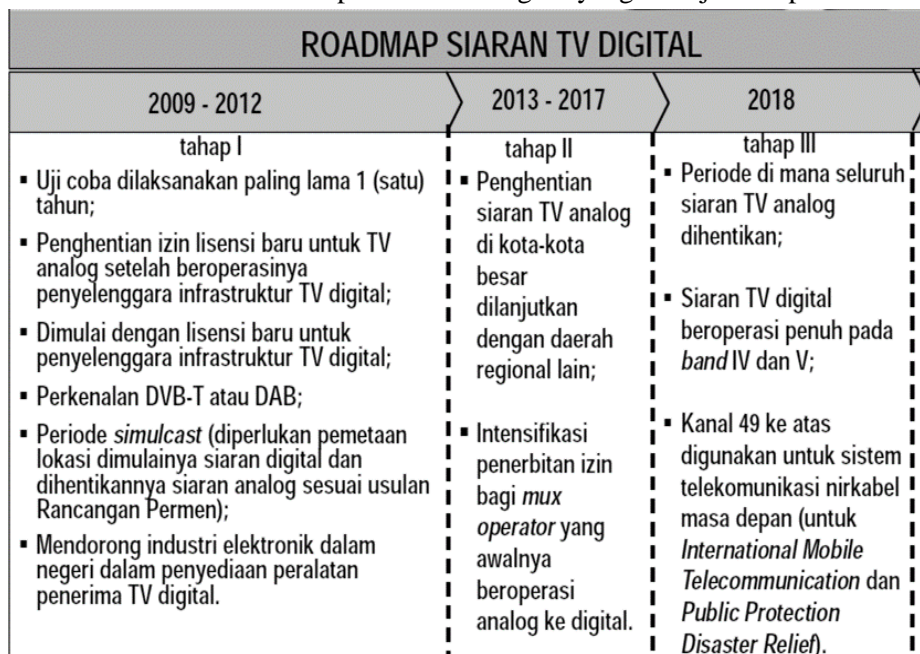 ROADMAP SIARAN TV DIGITAL
2009 - 2012
tahap I
▪ Uji coba dilaksanakan paling lama 1 (satu)
tahun;
▪ Penghentian izin lisensi baru untuk TV
analog setelah beroperasinya
penyelenggara infrastruktur TV digital;
▪ Dimulai dengan lisensi baru untuk
penyelenggara infrastruktur TV digital;
▪ Perkenalan DVB-T atau DAB;
▪ Periode simulcast (diperlukan pemetaan
lokasi dimulainya siaran digital dan
dihentikannya siaran analog sesuai usulan
Rancangan Permen);
▪ Mendorong industri elektronik dalam
negeri dalam penyediaan peralatan
penerima TV digital.
2013 - 2017
tahap II
▪ Penghentian
siaran TV analog
di kota-kota
besar
dilanjutkan
dengan daerah
regional lain;
▪ Intensifikasi
penerbitan izin
bagi mux
operator yang
awalnya
beroperasi
analog ke digital.
2018
tahap III
▪ Periode di mana seluruh
siaran TV analog
dihentikan;
▪ Siaran TV digital
beroperasi penuh pada
band IV dan V;
▪ Kanal 49 ke atas
digunakan untuk sistem
telekomunikasi nirkabel
masa depan (untuk
International Mobile
Telecommunication dan
Public Protection
Disaster Relief).